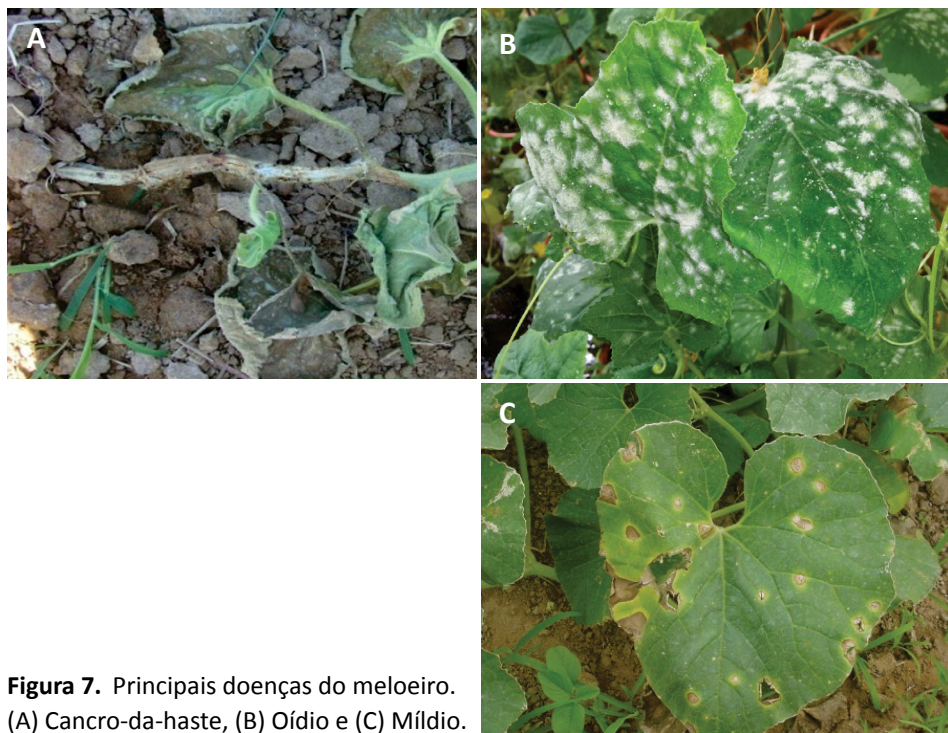 A
B
C
Figura 7. Principais doenças do meloeiro.
(A) Cancro-da-haste, (B) Oídio e (C) Míldio.